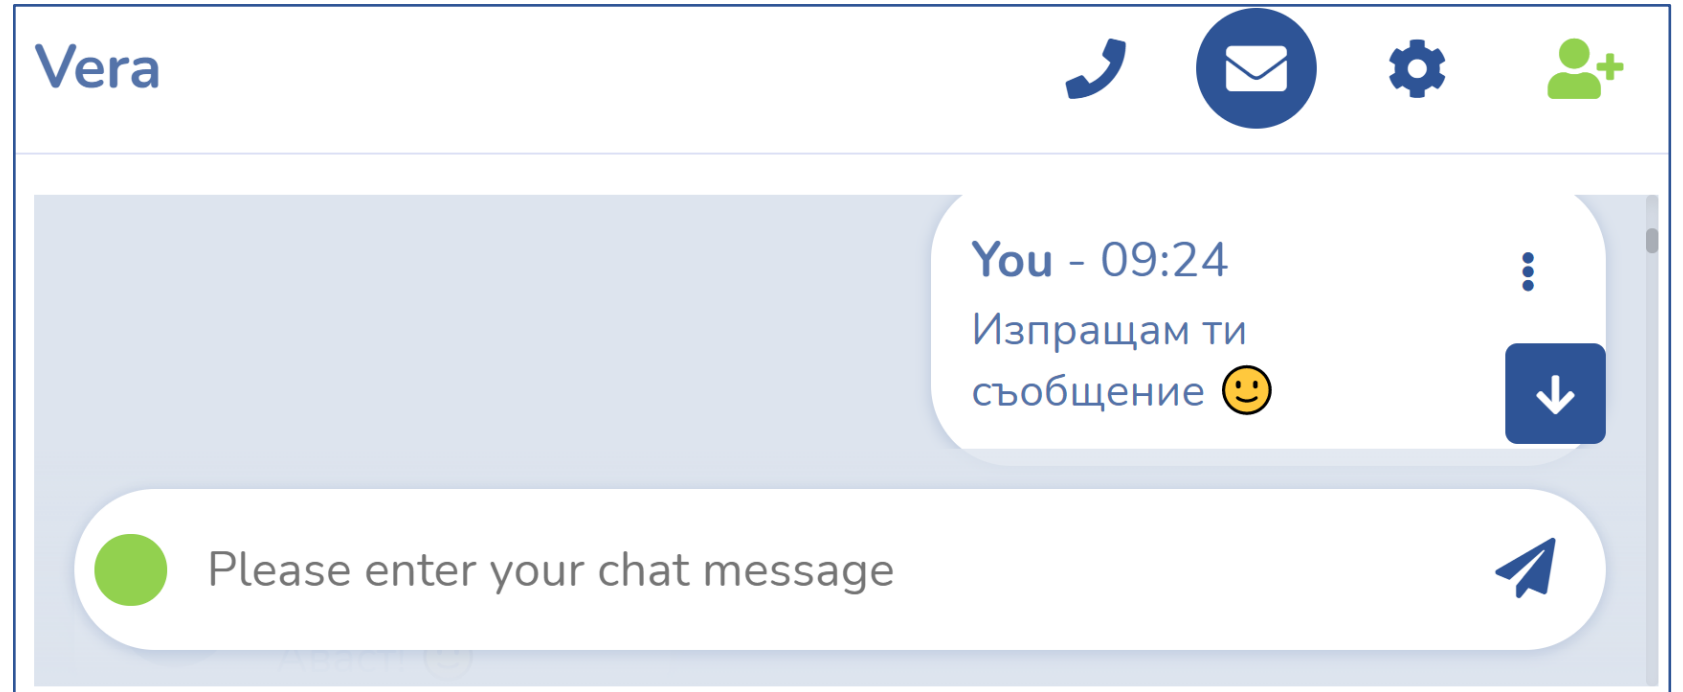 Vera
You - 09:24
Изпращам ти
съобщение 🙂
Please enter your chat message